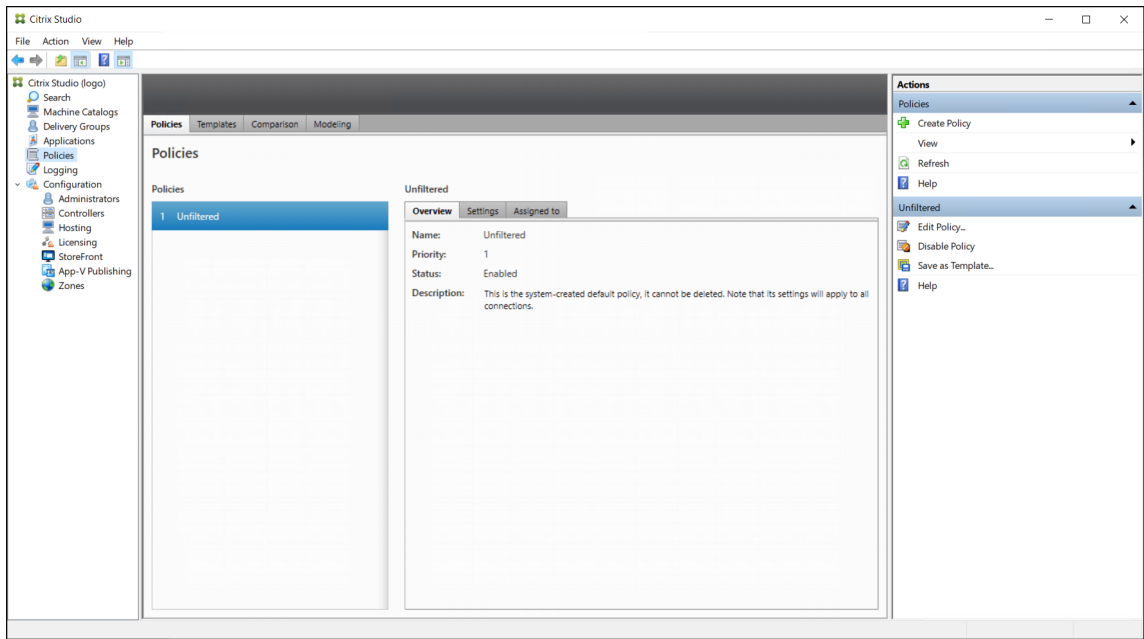 Citrix Studio
File Action View Help
Citrix Studio (logo)
Search
Machine Catalogs
Delivery Groups
Applications
Policies
Logging
Configuration
Administrators
Controllers
Hosting
Licensing
StoreFront
App-V Publishing
Zones
Policies Templates Comparison Modeling
Policies
Policies
1 Unfiltered
Unfiltered
Overview Settings Assigned to
Name: Unfiltered
Priority: 1
Status: Enabled
Description: This is the system-created default policy, it cannot be deleted. Note that its settings will apply to all
connections.
Actions
Policies
Create Policy
View
Refresh
Help
Unfiltered
Edit Policy...
Disable Policy
Save as Template...
Help